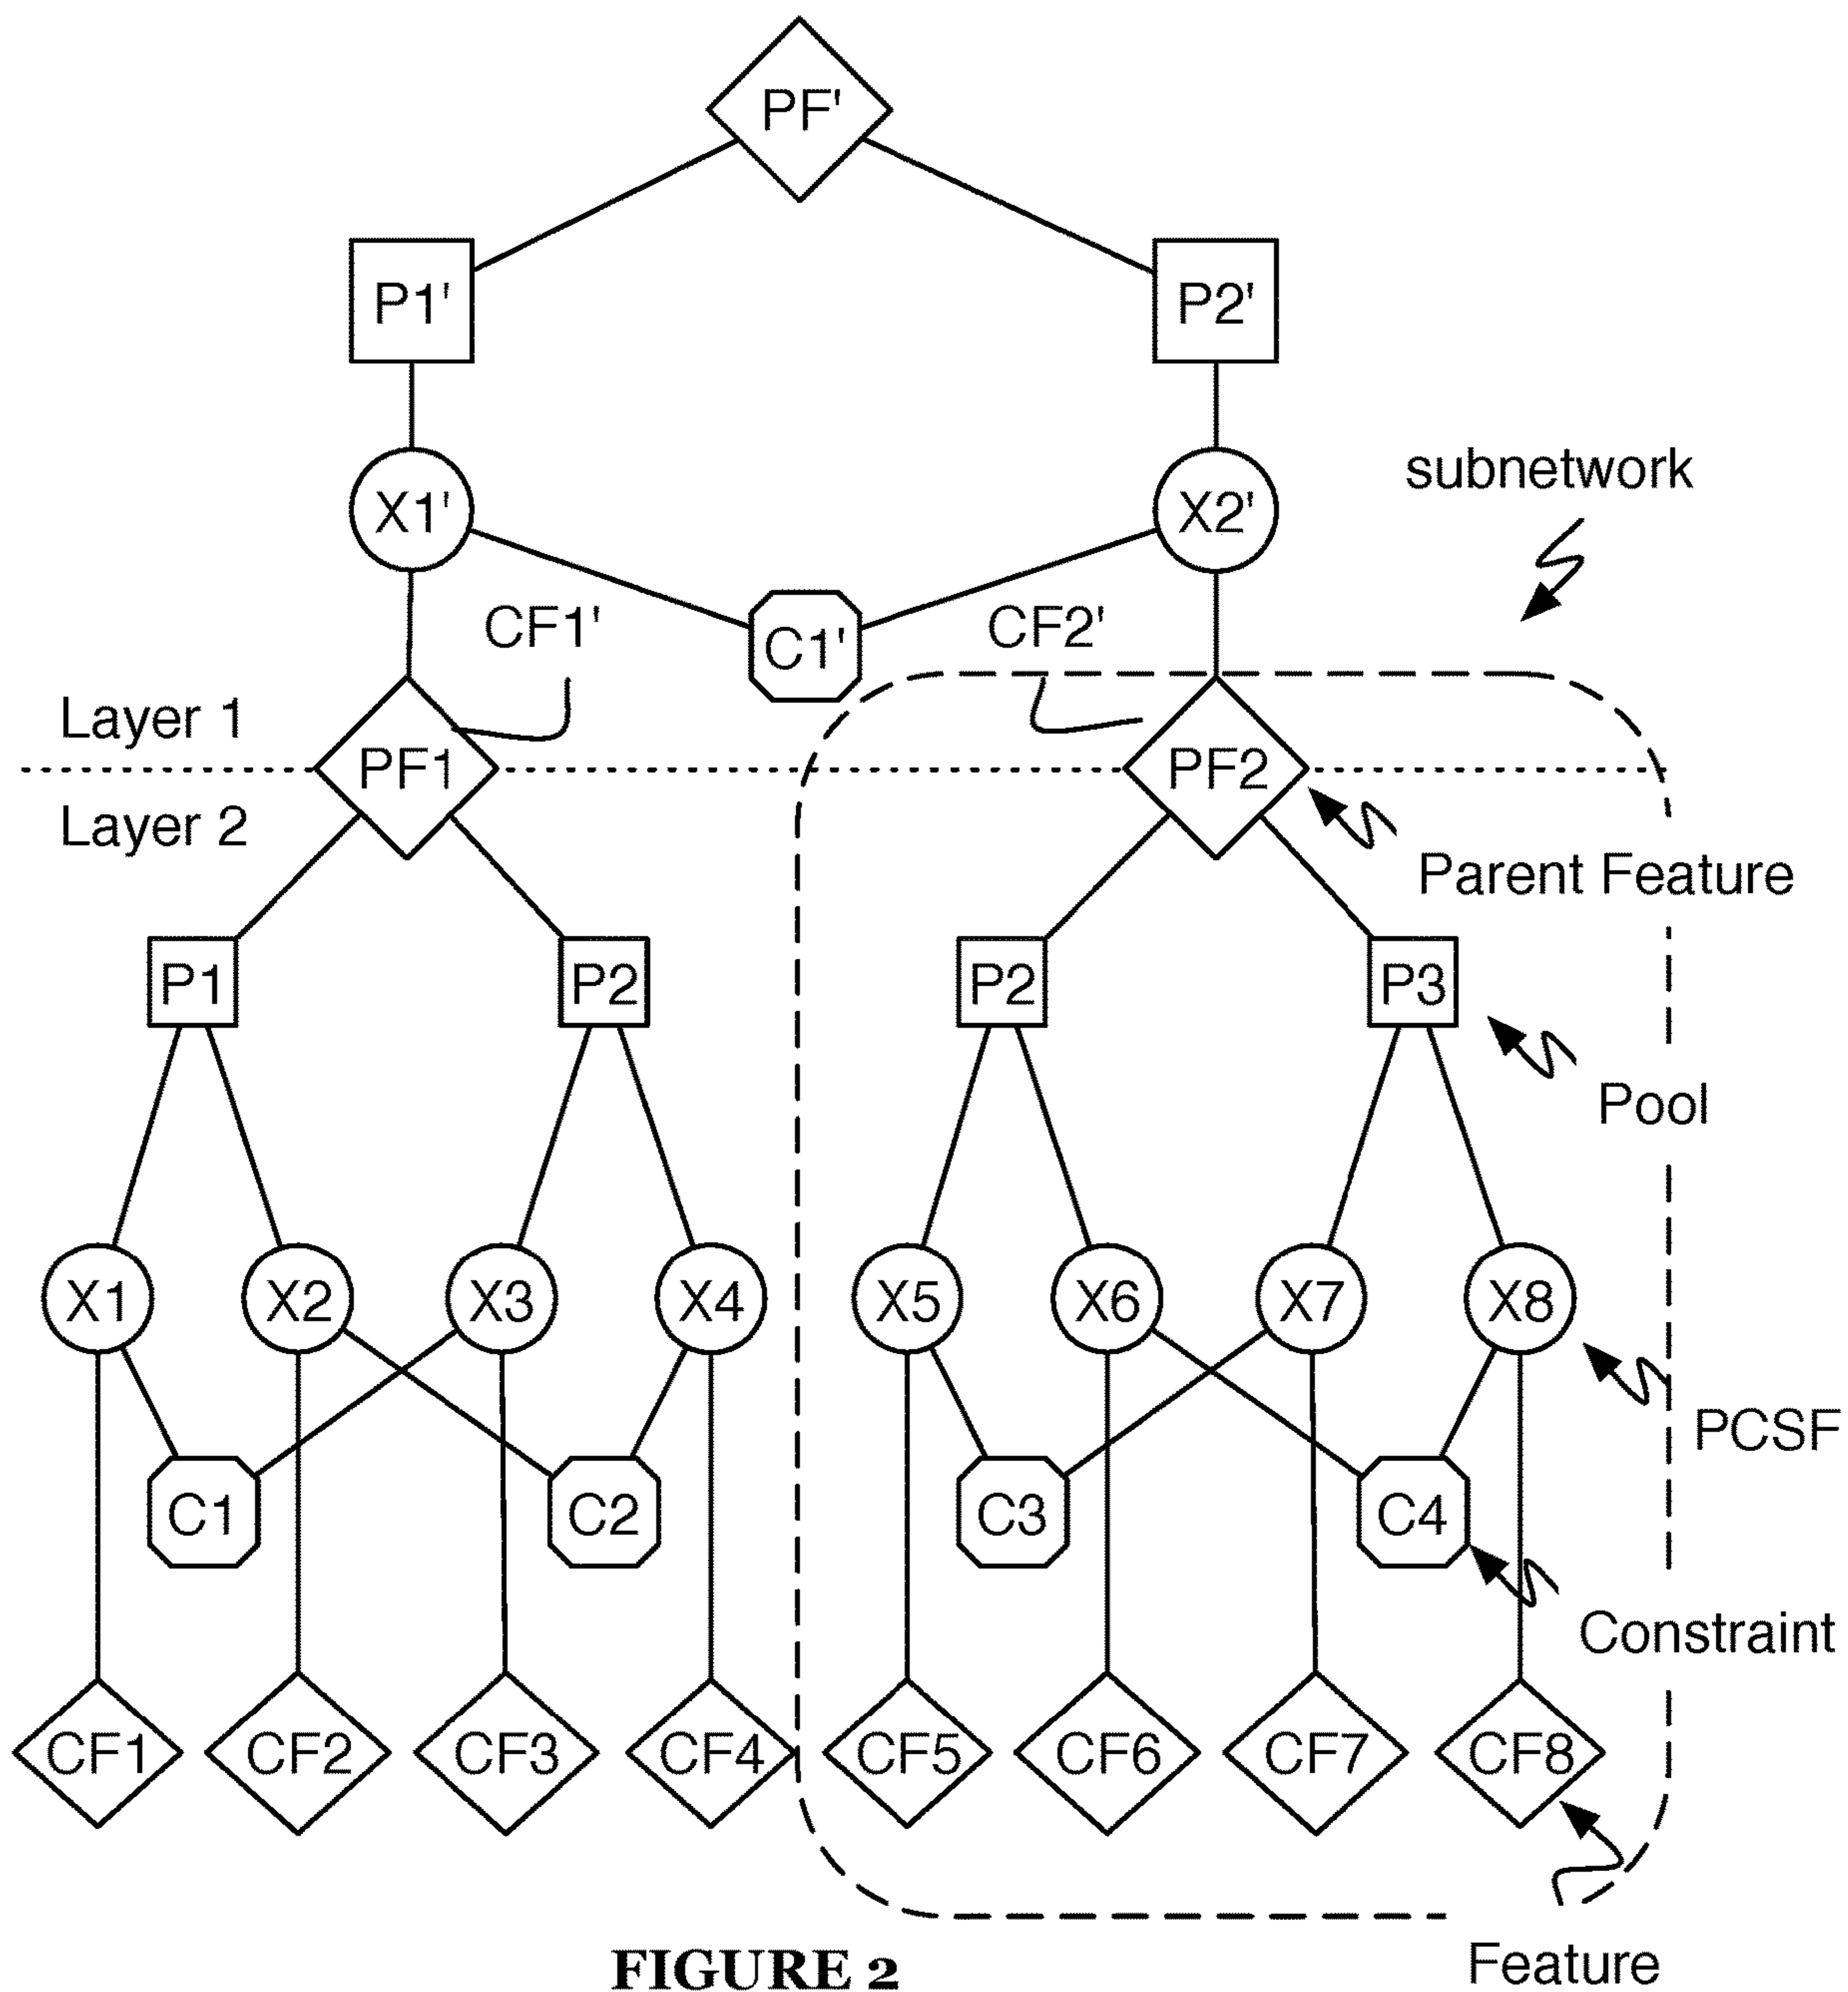 PF'
P1'
P2'
X1'
X2'
subnetwork
CF1'
C1'
CF2'
Layer 1
PF1
PF2
Layer 2
Parent Feature
P1
P2
P2
P3
Pool
X1
X2
X3
X4
X5
X6
X7
X8
PCSF
C1
C2
C3
C4
Constraint
CF1
CF2
CF3
CF4
CF5
CF6
CF7
CF8
FIGURE 2
Feature